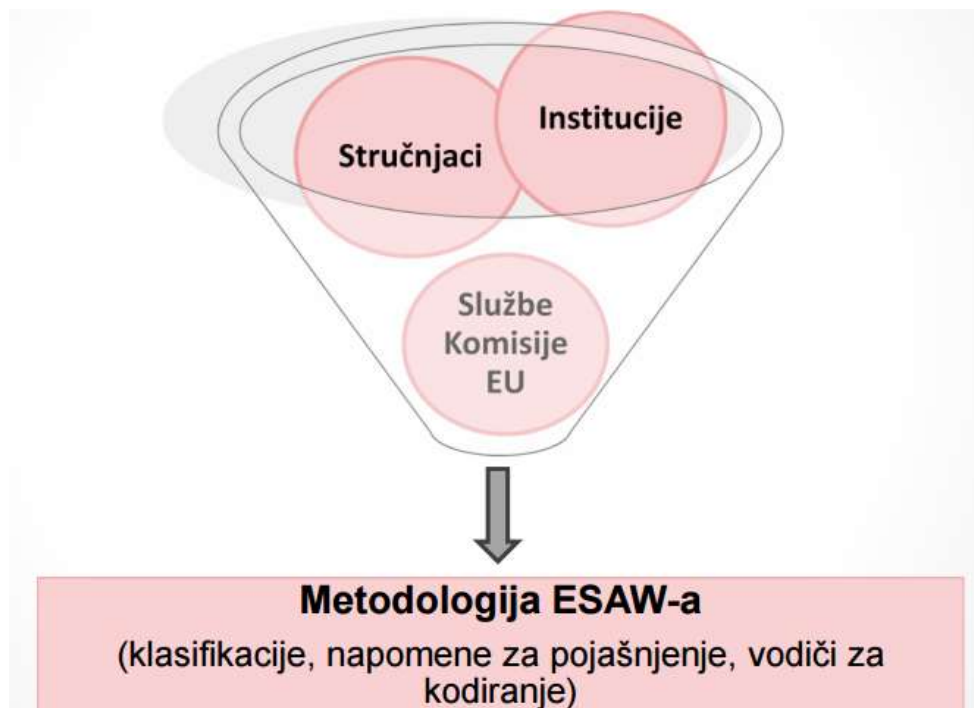 Stručnjaci
Institucije
Službe
Komisije
EU
Metodologija ESAW-a
(klasifikacije, napomene za pojašnjenje, vodiči za
kodiranje)